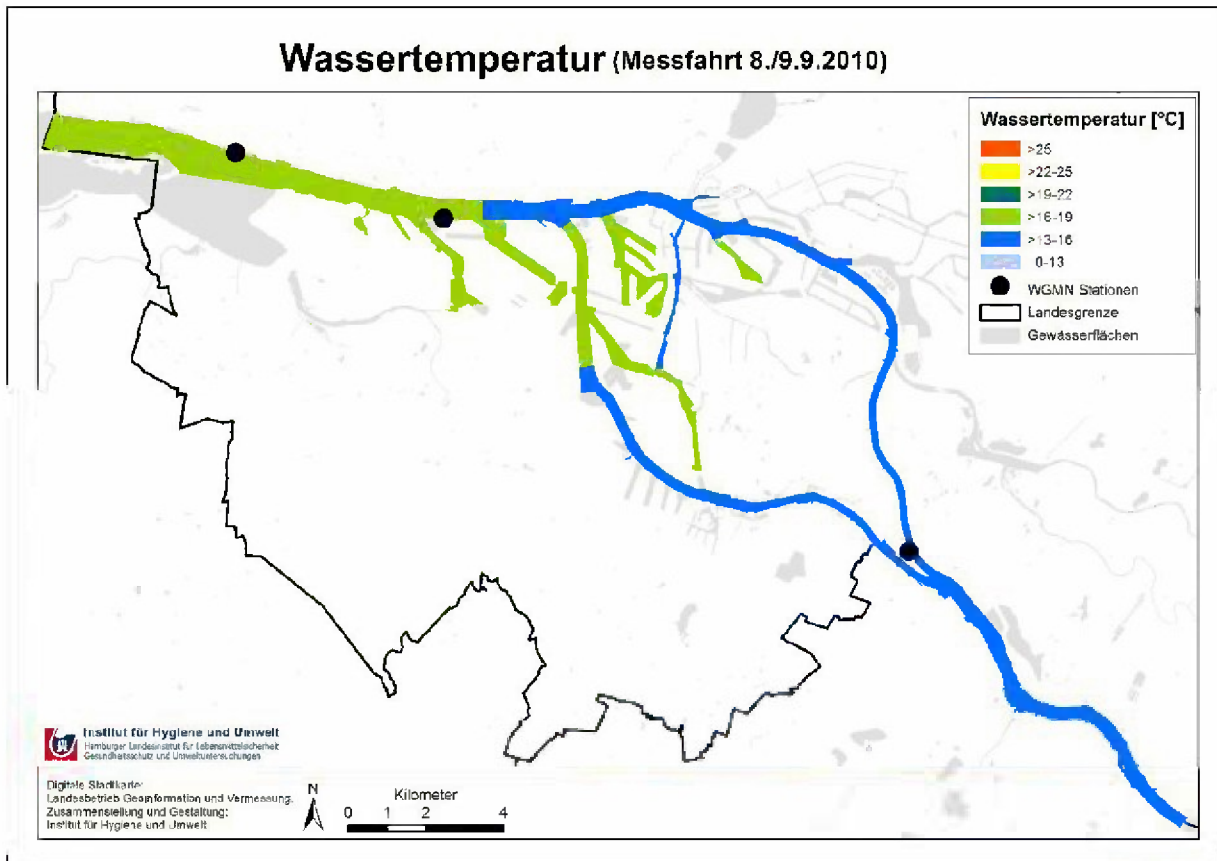 Wassertemperatur (Messfahrt 8./9.9.2010)
Wassertemperatur [°C]
>25
>22-25
>19-22
>16-19
>13-16
0-13
WGMN Stationen
Landesgrenze
Gewässerflächen
Institut für Hygiene und Umwelt
Hamburger Landesinstitut für Lebensmittelsicherheit
Gesundheitsschutz und Umweltuntersuchungen
Digitale Stadtkarte:
Landesbetrieb Geoinformation und Vermessung.
Zusammenstellung und Gestaltung:
Institut für Hygiene und Umwelt
N
Kilometer
0 1 2 4